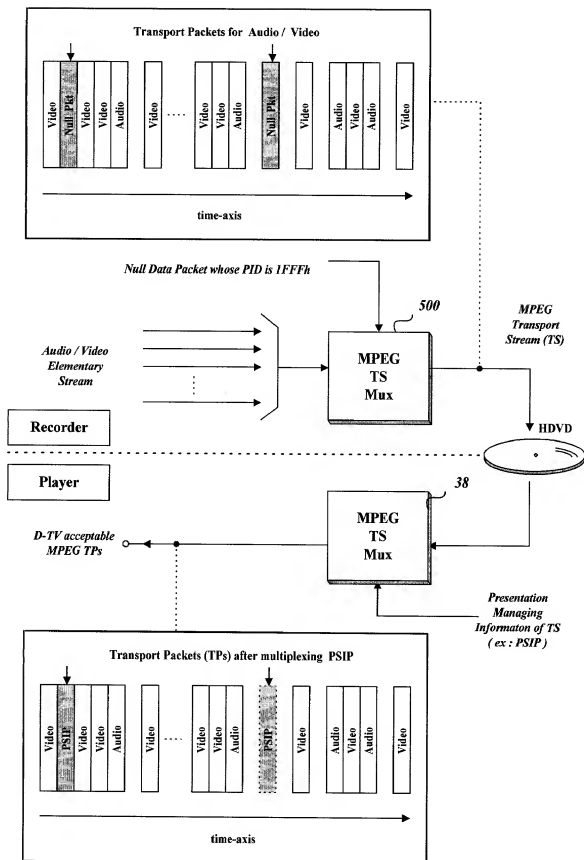 Transport Packets for Audio / Video
Video
Null Pkt
Video
Video
Audio
Video
Video
Video
Audio
Null Pkt
Video
Audio
Video
Audio
Video
time-axis
Null Data Packet whose PID is 1FFFh
500
MPEG
Transport
Stream (TS)
Audio / Video
Elementary
Stream
MPEG
TS
Mux
HDVD
Recorder
Player
38
D-TV acceptable
MPEG TPs
MPEG
TS
Mux
Presentation
Managing
Informaton of TS
( ex : PSIP )
Transport Packets (TPs) after multiplexing PSIP
Video
PSIP
Video
Video
Audio
Video
Video
Video
Audio
PSIP
Video
Audio
Video
Audio
Video
time-axis